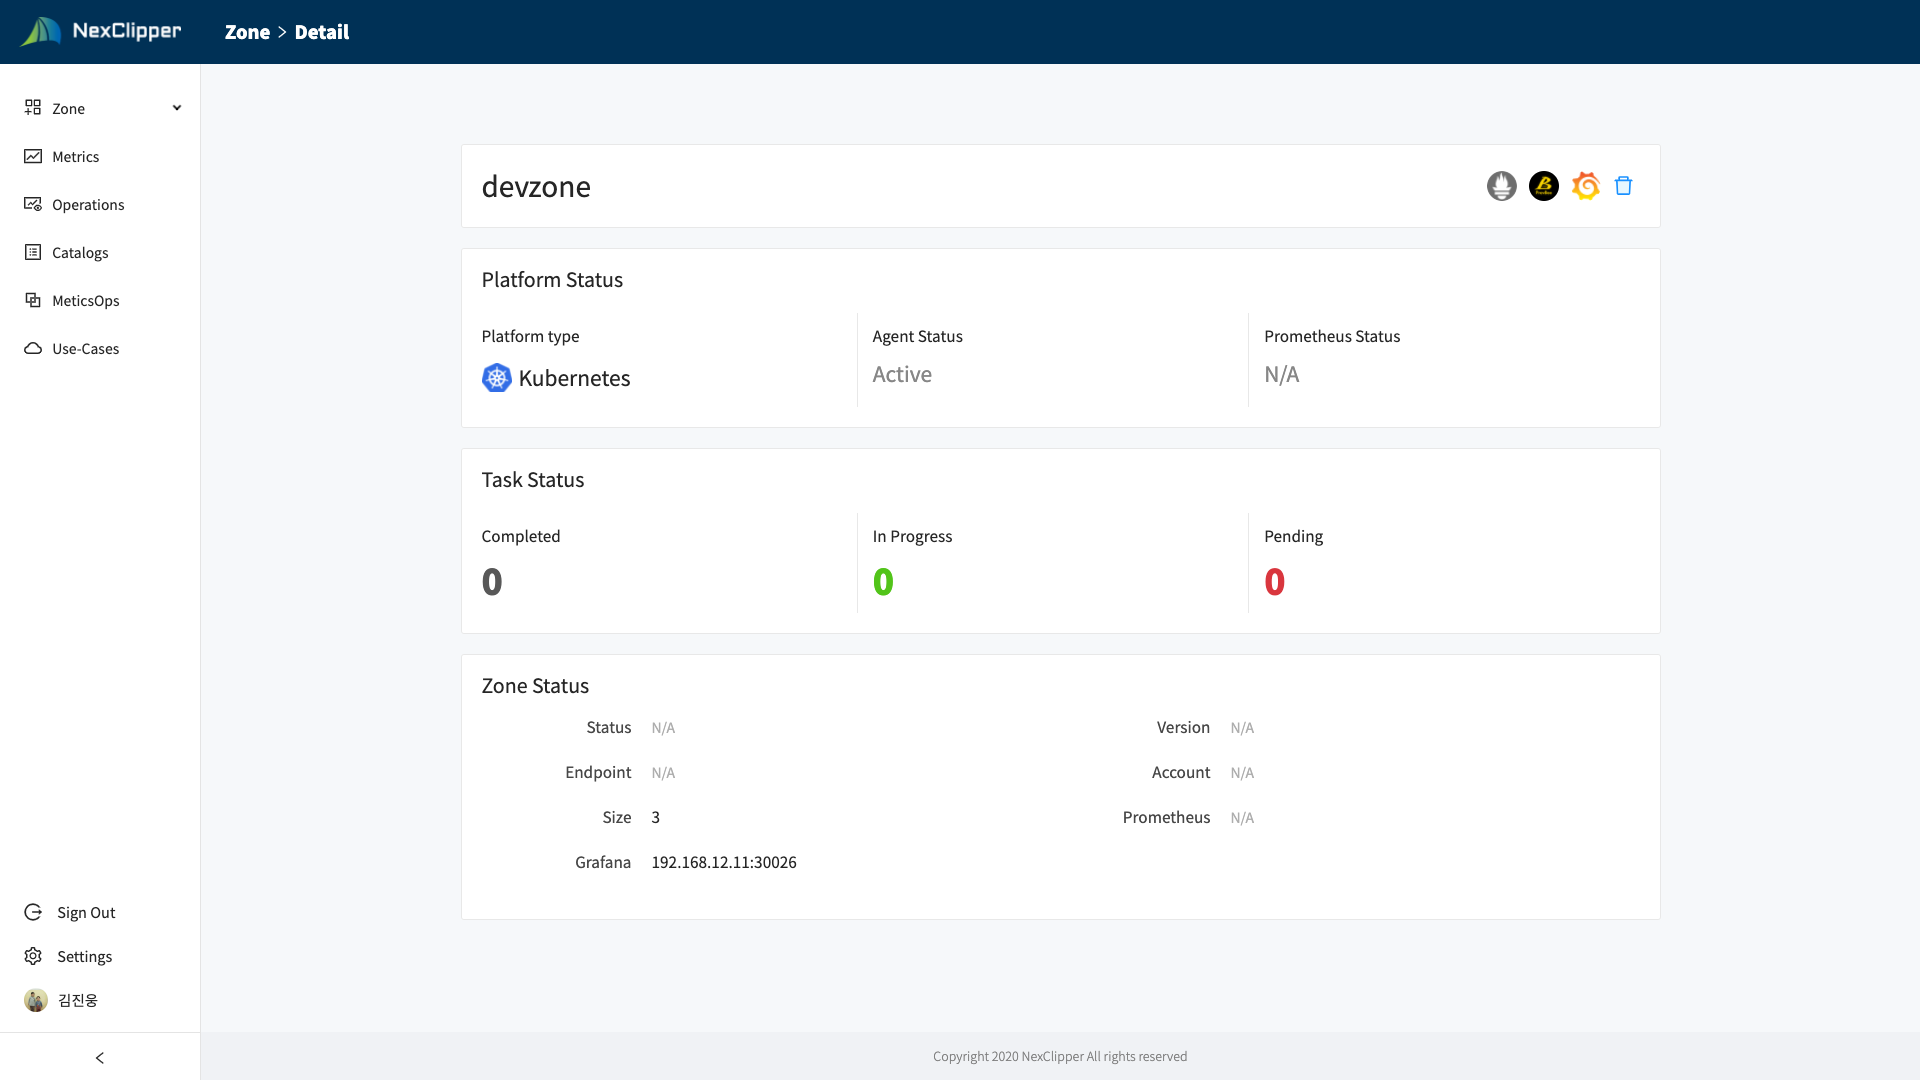 NexClipper
Zone > Detail
Zone
Metrics
Operations
Catalogs
MeticsOps
Use-Cases
Sign Out
Settings
김진웅
devzone
Platform Status
Platform type
Kubernetes
Agent Status
Active
Prometheus Status
N/A
Task Status
Completed
0
In Progress
0
Pending
0
Zone Status
Status N/A
Version N/A
Endpoint N/A
Account N/A
Size 3
Prometheus N/A
Grafana 192.168.12.11:30026
Copyright 2020 NexClipper All rights reserved